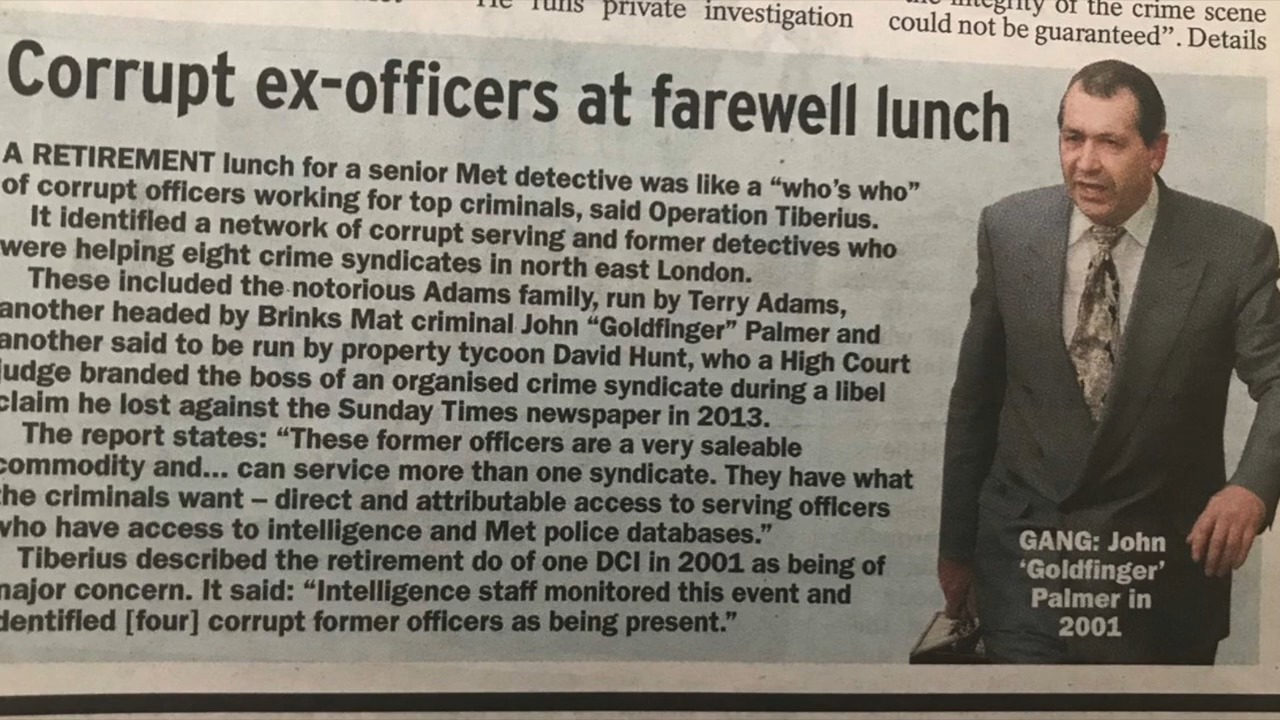 He runs private investigation
the integrity of the crime scene
could not be guaranteed”. Details
Corrupt ex-officers at farewell lunch
A RETIREMENT lunch for a senior Met detective was like a “who’s who”
of corrupt officers working for top criminals, said Operation Tiberius.
It identified a network of corrupt serving and former detectives who
were helping eight crime syndicates in north east London.
These included the notorious Adams family, run by Terry Adams,
another headed by Brinks Mat criminal John “Goldfinger” Palmer and
another said to be run by property tycoon David Hunt, who a High Court
judge branded the boss of an organised crime syndicate during a libel
claim he lost against the Sunday Times newspaper in 2013.
The report states: “These former officers are a very saleable
commodity and... can service more than one syndicate. They have what
the criminals want – direct and attributable access to serving officers
who have access to intelligence and Met police databases.”
Tiberius described the retirement do of one DCI in 2001 as being of
major concern. It said: “Intelligence staff monitored this event and
identified [four] corrupt former officers as being present.”
GANG: John
‘Goldfinger’
Palmer in
2001